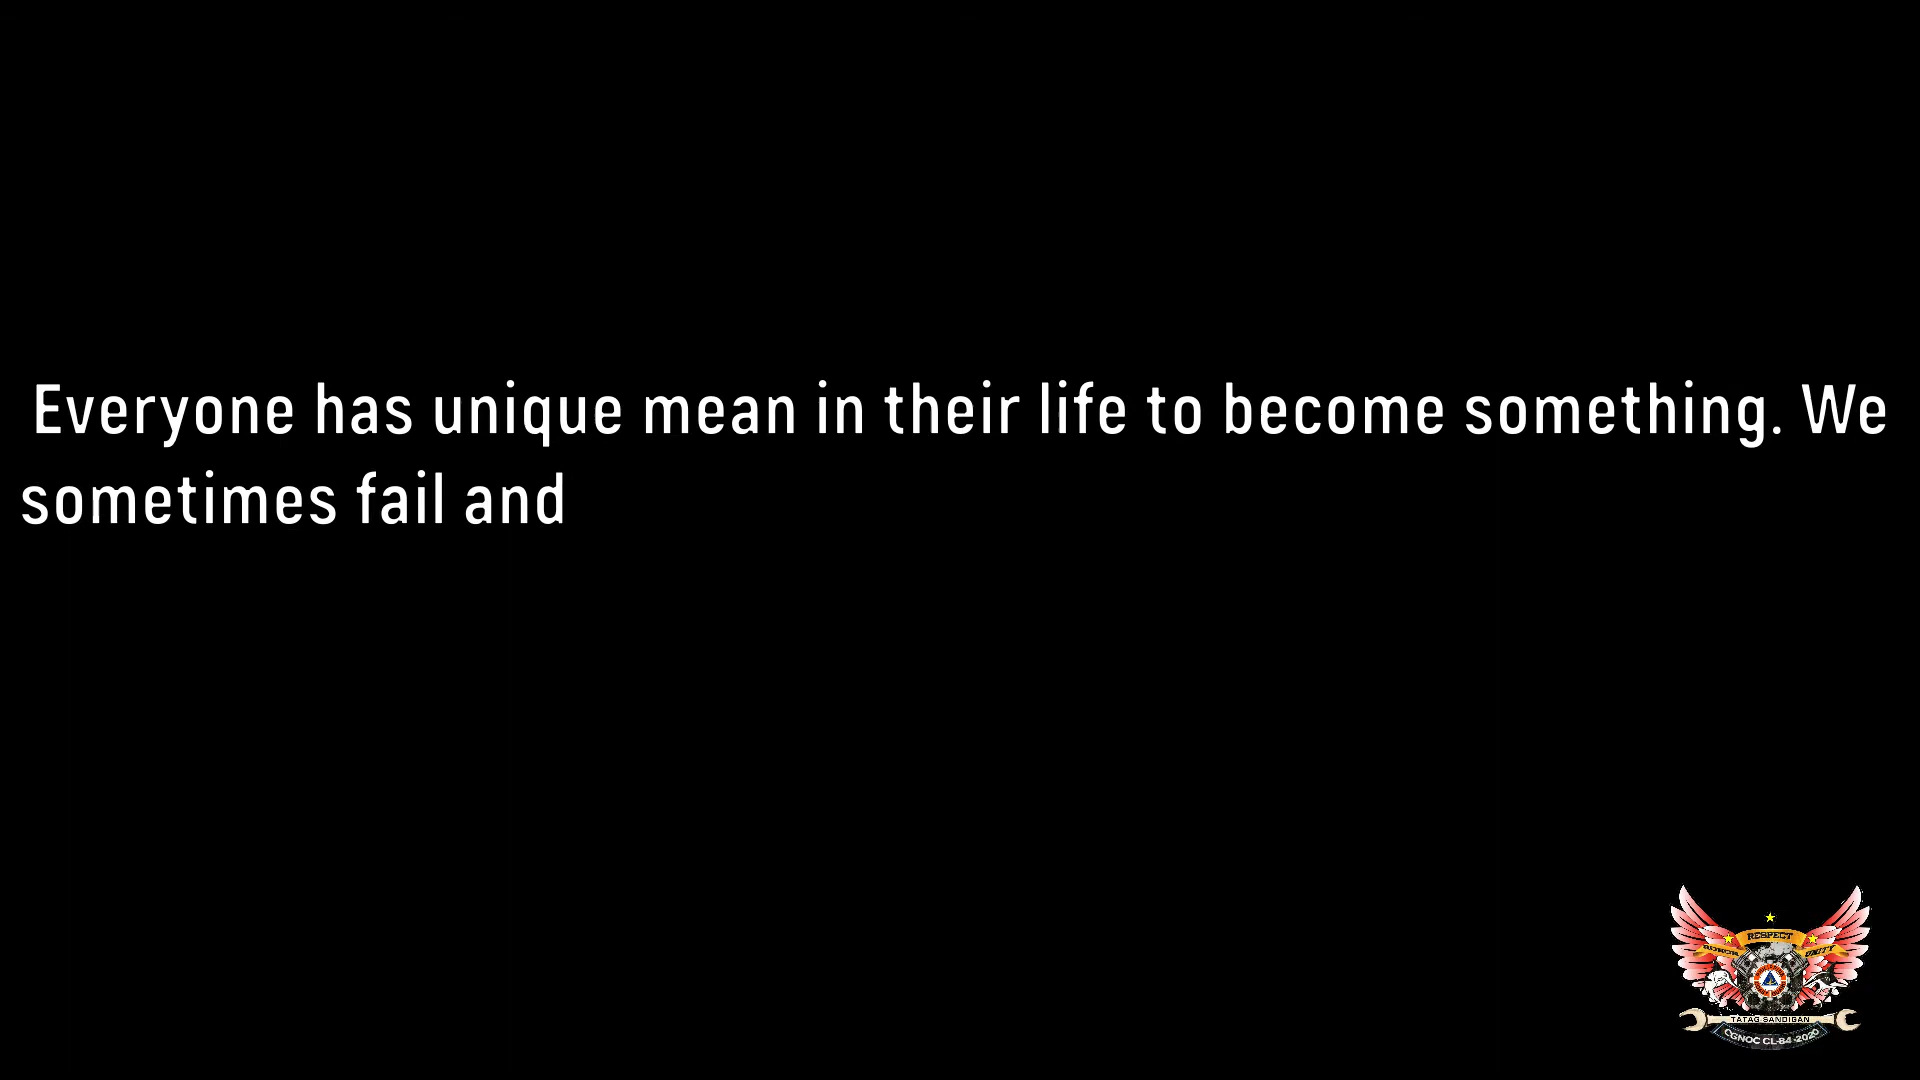 Everyone has unique mean in their life to become something. We
sometimes fail and
RESPECT
UNITY
TATAG SANDIGAN
CGNOC CL-84-2020